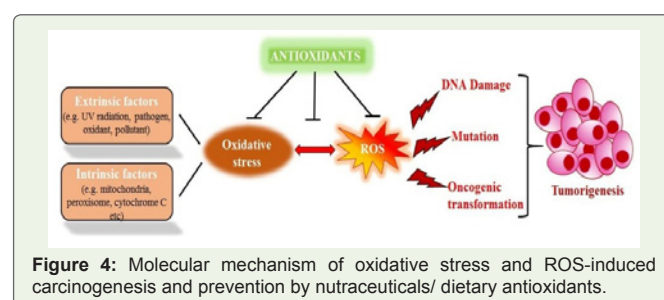 ANTIOXIDANTS
Extrinsic factors
(e.g. UV radiation, pathogen,
oxidant, pollutant)
Intrinsic factors
(e.g. mitochondria,
peroxisome, cytochrome C
etc)
Oxidative
stress
ROS
DNA Damage
Mutation
Oncogenic
transformation
Tumorigenesis
Figure 4: Molecular mechanism of oxidative stress and ROS-induced
carcinogenesis and prevention by nutraceuticals/ dietary antioxidants.